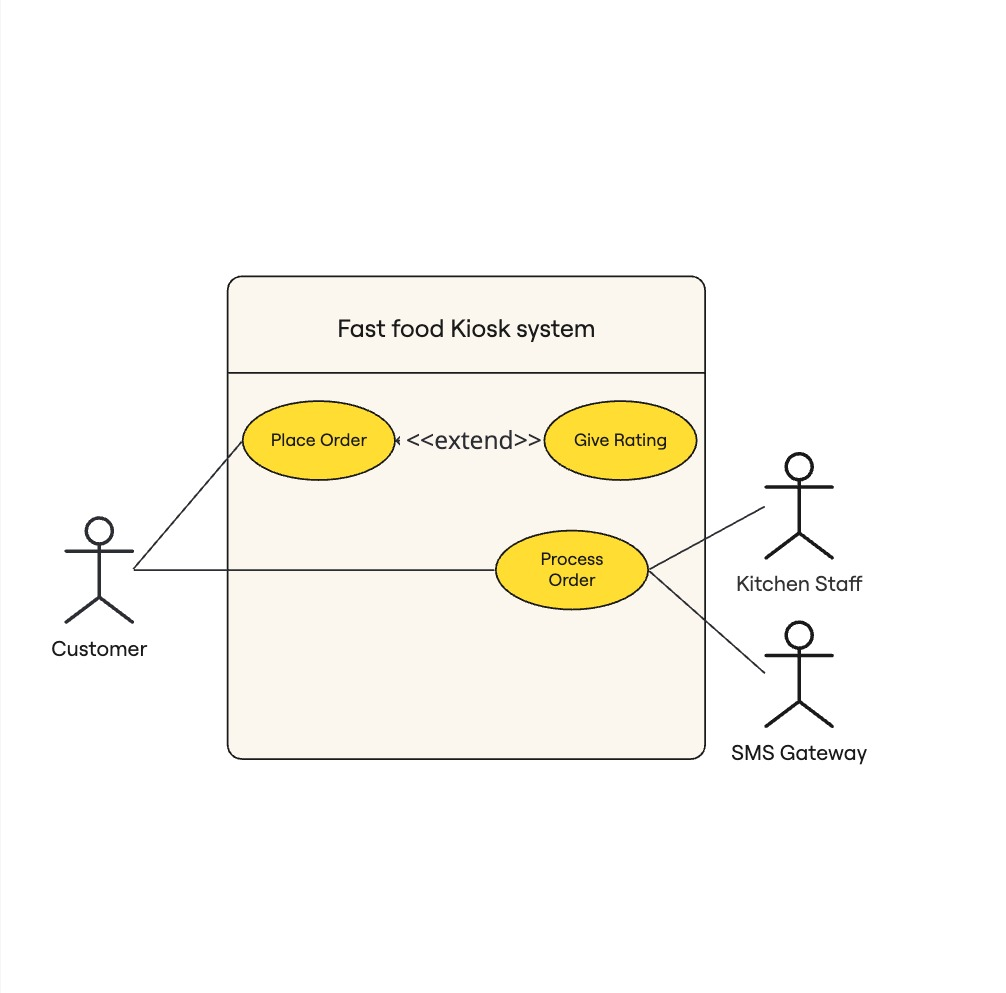 Fast food Kiosk system
Place Order
<<extend>>
Give Rating
Process
Order
Kitchen Staff
Customer
SMS Gateway